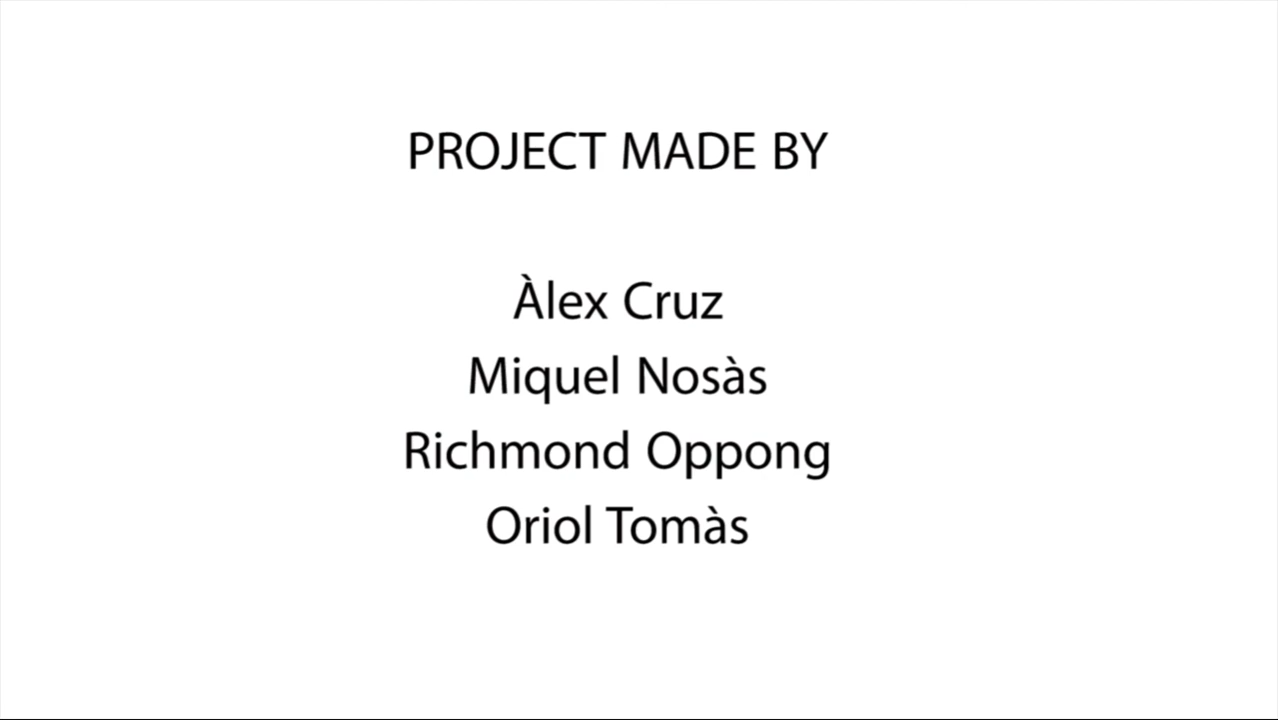 PROJECT MADE BY
Àlex Cruz
Miquel Nosàs
Richmond Oppong
Oriol Tomàs